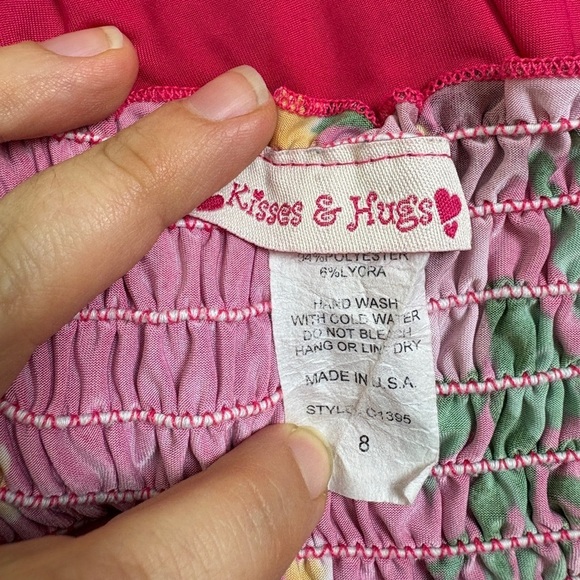 Kisses & Hugs
94%POLYESTER
6%LYCRA
HAND WASH
WITH COLD WATER
DO NOT BLEACH
HANG OR LINE DRY
MADE IN U.S.A.
STYLE: C1395
8